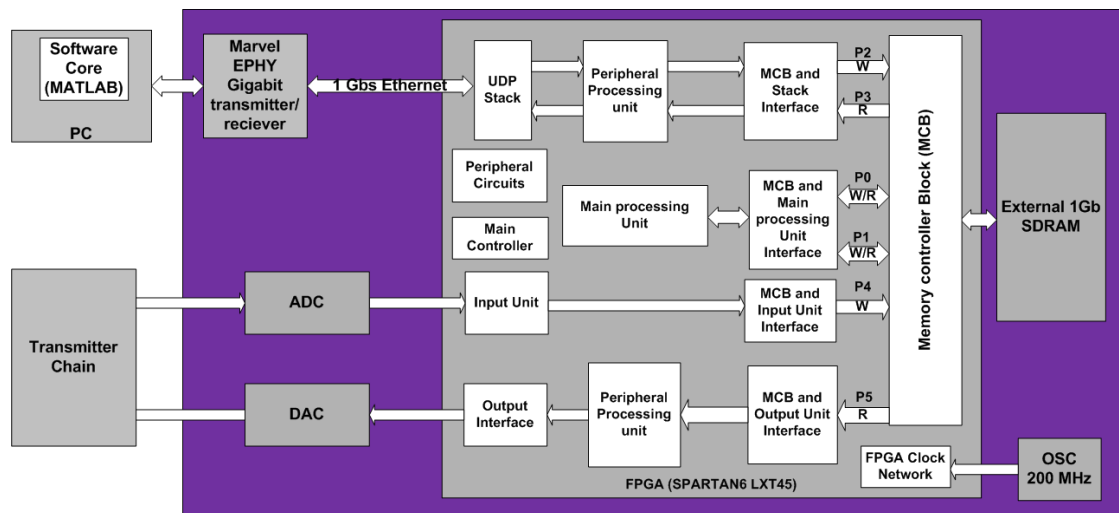 Software
Core
(MATLAB)
PC
Marvel
EPHY
Gigabit
transmitter/
reciever
1 Gbs Ethernet
UDP
Stack
Peripheral
Processing
unit
MCB and
Stack
Interface
P2
W
P3
R
Peripheral
Circuits
Main
Controller
Main processing
Unit
MCB and
Main
processing
Unit
Interface
P0
W/R
P1
W/R
Memory controller Block (MCB)
External 1Gb
SDRAM
Transmitter
Chain
ADC
Input Unit
MCB and
Input Unit
Interface
P4
W
DAC
Output
Interface
Peripheral
Processing
unit
MCB and
Output Unit
Interface
P5
R
FPGA Clock
Network
OSC
200 MHz
FPGA (SPARTAN6 LXT45)